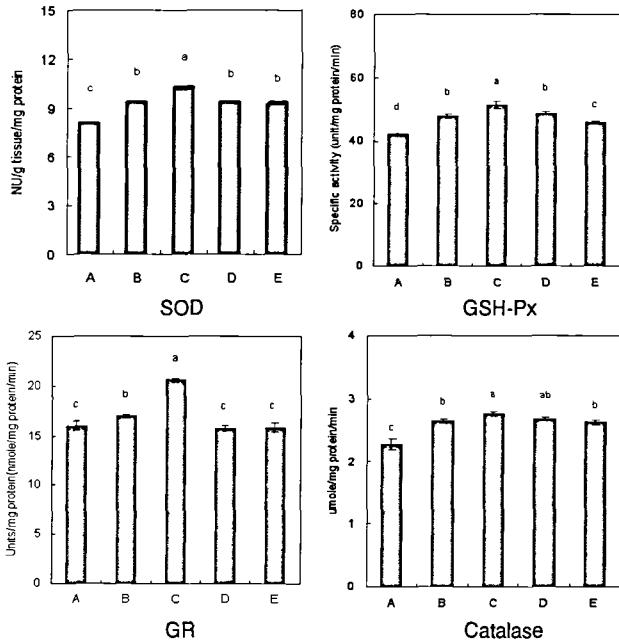 15
12
9
6
3
0
NU/g tissue/mg protein
c
b
a
b
b
A B C D E
SOD
80
60
40
20
0
Specific activity (unit/mg protein/min)
d
b
a
b
c
A B C D E
GSH-Px
25
20
15
10
5
0
Units/mg protein(nmole/mg protein/min)
c
b
a
c
c
A B C D E
GR
4
3
2
1
0
umole/mg protein/min
c
b
a
ab
b
A B C D E
Catalase